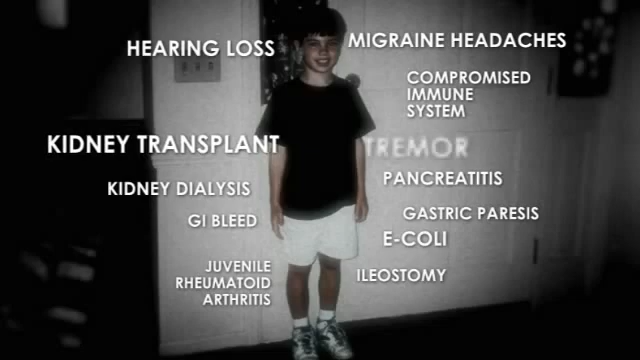 HEARING LOSS
MIGRAINE HEADACHES
COMPROMISED
IMMUNE
SYSTEM
KIDNEY TRANSPLANT
TREMOR
KIDNEY DIALYSIS
PANCREATITIS
GI BLEED
GASTRIC PARESIS
E-COLI
JUVENILE
RHEUMATOID
ARTHRITIS
ILEOSTOMY